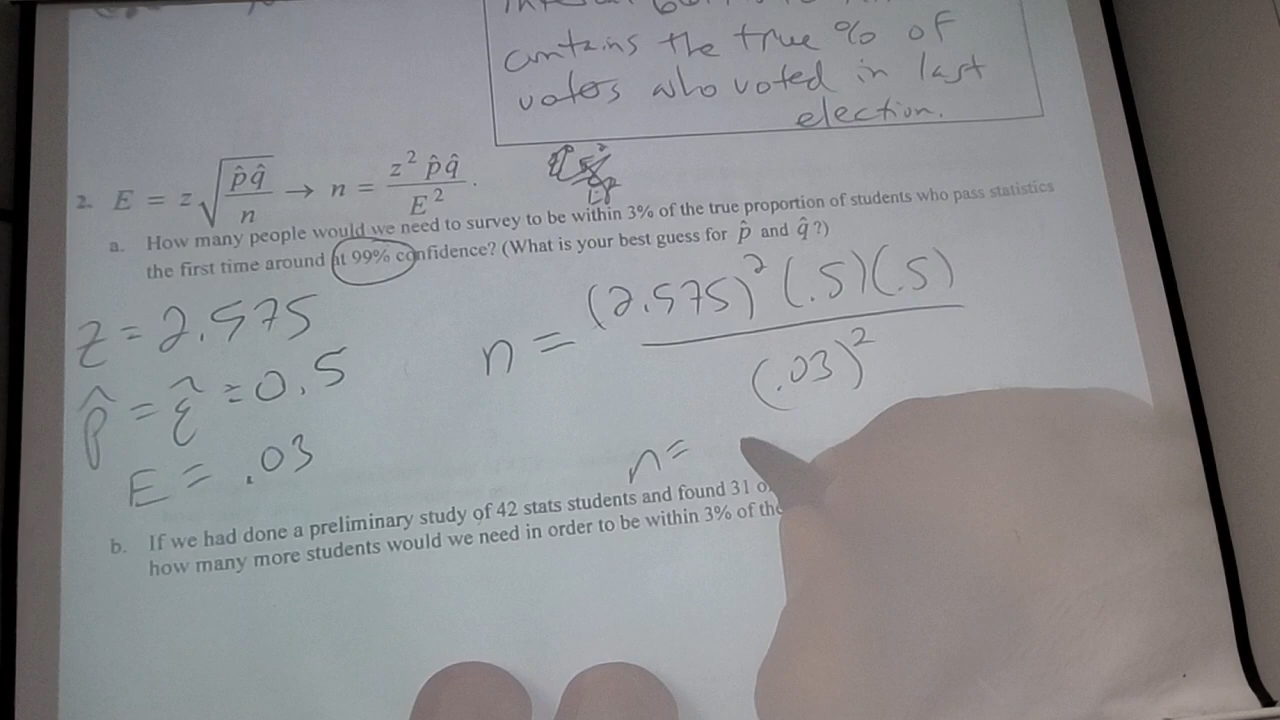 contains the true % of
voters who voted in last
election.
2. E = z√(p̂q̂/n) → n = z² p̂q̂ / E² .
a. How many people would we need to survey to be within 3% of the true proportion of students who pass statistics
the first time around at 99% confidence? (What is your best guess for p̂ and q̂ ?)
z = 2.575
n = (2.575)² (.5)(.5) / (.03)²
p̂ = q̂ = 0.5
E = .03
n =
b. If we had done a preliminary study of 42 stats students and found 31
how many more students would we need in order to be within 3% of the